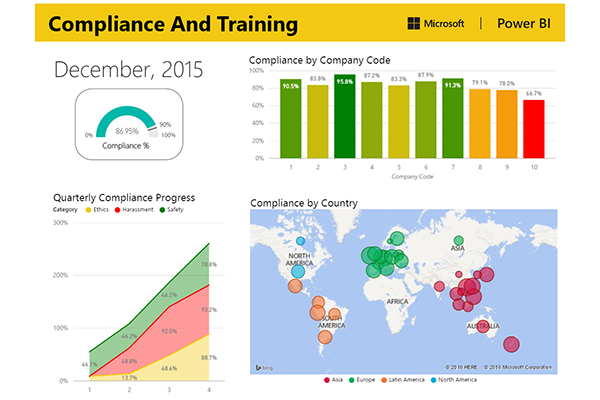 Compliance And Training
Microsoft | Power BI
December, 2015
0%
86.95%
90%
100%
Compliance %
Compliance by Company Code
100%
80%
60%
40%
20%
0%
90.5%
83.8%
95.8%
87.2%
83.3%
87.9%
91.3%
79.1%
78.0%
66.7%
1 2 3 4 5 6 7 8 9 10
Company Code
Quarterly Compliance Progress
Category Ethics Harassment Safety
300%
200%
100%
0%
46.1%
46.2%
46.2%
78.8%
48.8%
92.0%
93.2%
13.7%
48.6%
88.7%
1 2 3 4
Compliance by Country
NORTH
AMERICA
ASIA
AFRICA
SOUTH
AMERICA
AUSTRALIA
bing
© 2016 HERE © 2016 Microsoft Corporation
Asia Europe Latin America North America